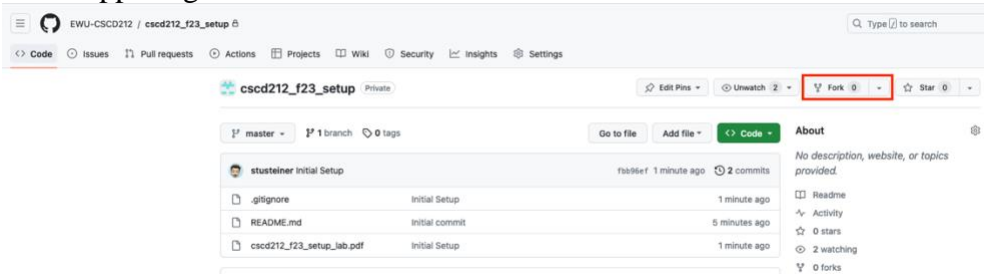 EWU-CSCD212 / cscd212_f23_setup
Type / to search
Code Issues Pull requests Actions Projects Wiki Security Insights Settings
cscd212_f23_setup Private Edit Pins Unwatch 2 Fork 0 Star 0
master 1 branch 0 tags Go to file Add file Code About
No description, website, or topics
provided.
stusteiner Initial Setup 1 minute ago 2 commits
.gitignore Initial Setup 1 minute ago
README.md Initial commit 5 minutes ago
cscd212_f23_setup_lab.pdf Initial Setup 1 minute ago
Readme
Activity
0 stars
2 watching
0 forks